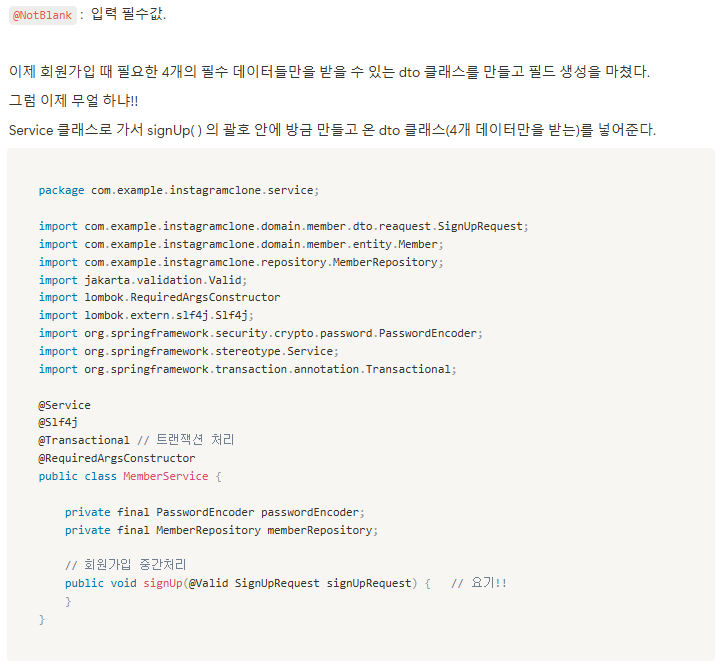 @NotBlank : 입력 필수값.
이제 회원가입 때 필요한 4개의 필수 데이터들만을 받을 수 있는 dto 클래스를 만들고 필드 생성을 마쳤다.
그럼 이제 무얼 하냐!!
Service 클래스로 가서 signUp( ) 의 괄호 안에 방금 만들고 온 dto 클래스(4개 데이터만을 받는)를 넣어준다.
package com.example.instagramclone.service;
import com.example.instagramclone.domain.member.dto.reaquest.SignUpRequest;
import com.example.instagramclone.domain.member.entity.Member;
import com.example.instagramclone.repository.MemberRepository;
import jakarta.validation.Valid;
import lombok.RequiredArgsConstructor
import lombok.extern.slf4j.Slf4j;
import org.springframework.security.crypto.password.PasswordEncoder;
import org.springframework.stereotype.Service;
import org.springframework.transaction.annotation.Transactional;
@Service
@Slf4j
@Transactional // 트랜잭션 처리
@RequiredArgsConstructor
public class MemberService {
private final PasswordEncoder passwordEncoder;
private final MemberRepository memberRepository;
// 회원가입 중간처리
public void signUp(@Valid SignUpRequest signUpRequest) { // 요기!!
}
}